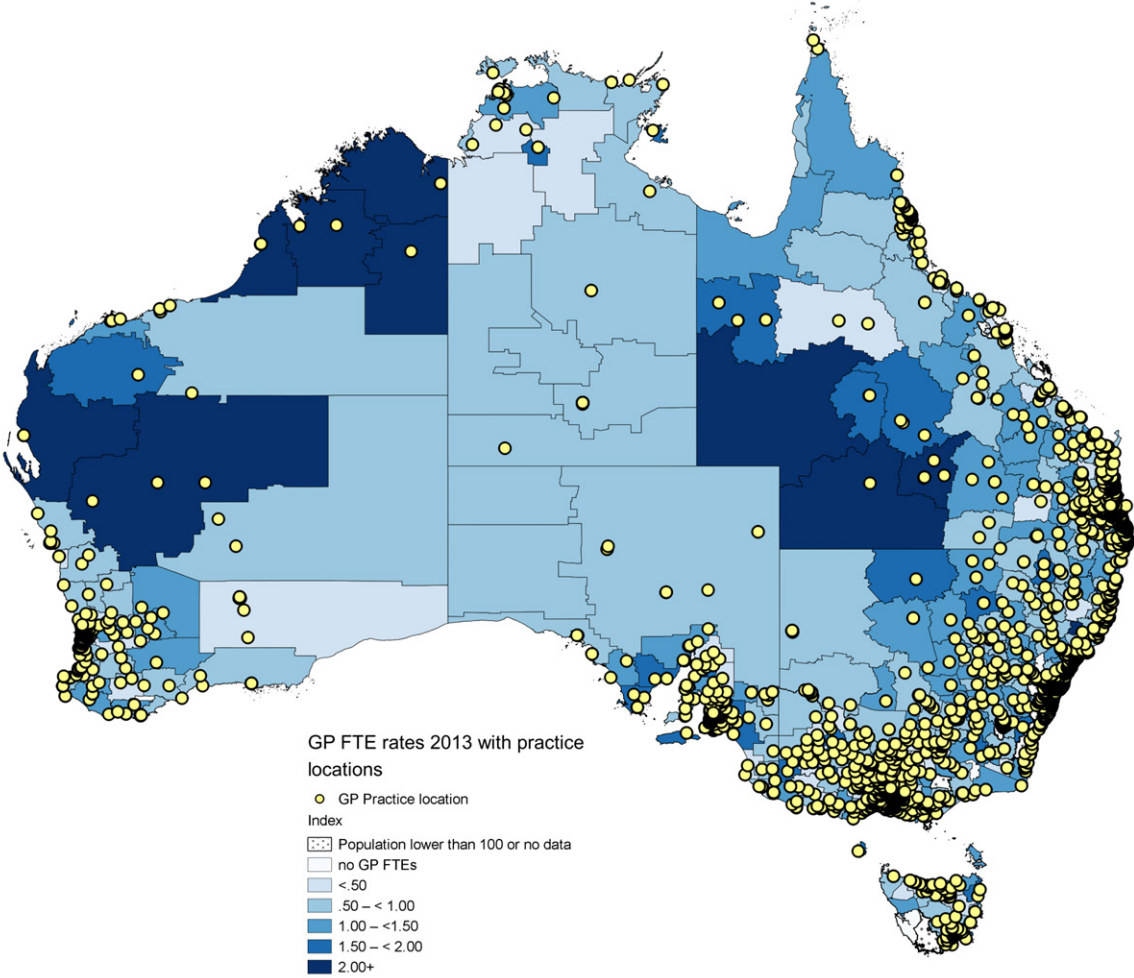 GP FTE rates 2013 with practice
locations
GP Practice location
Index
Population lower than 100 or no data
no GP FTEs
<.50
.50 – < 1.00
1.00 – <1.50
1.50 – < 2.00
2.00+